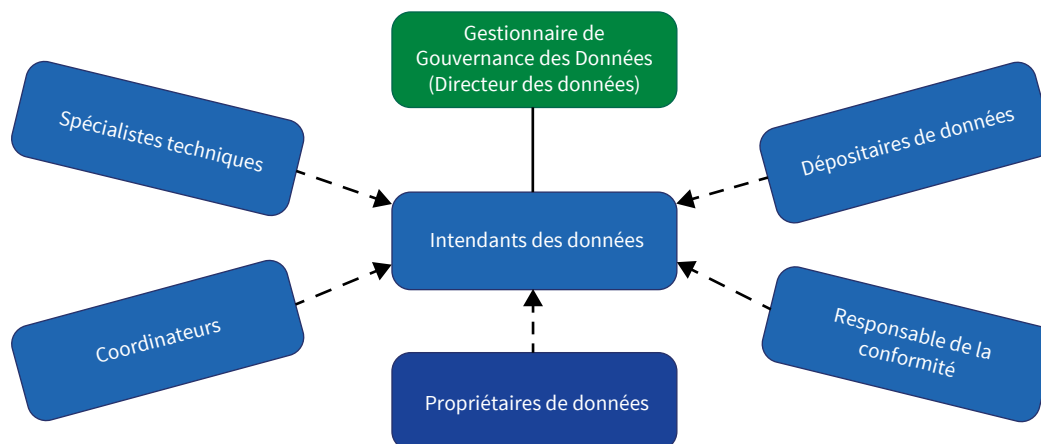 Gestionnaire de
Gouvernance des Données
(Directeur des données)
Spécialistes techniques
Dépositaires de données
Intendants des données
Coordinateurs
Responsable de la
conformité
Propriétaires de données